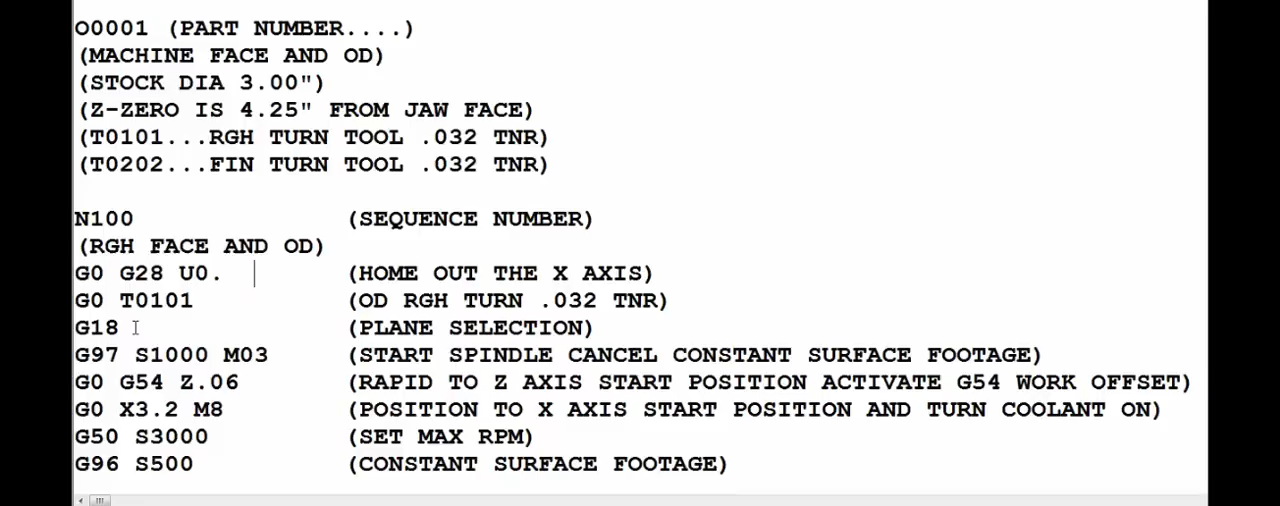 O0001 (PART NUMBER....)
(MACHINE FACE AND OD)
(STOCK DIA 3.00")
(Z-ZERO IS 4.25" FROM JAW FACE)
(T0101...RGH TURN TOOL .032 TNR)
(T0202...FIN TURN TOOL .032 TNR)
N100 (SEQUENCE NUMBER)
(RGH FACE AND OD)
G0 G28 U0. (HOME OUT THE X AXIS)
G0 T0101 (OD RGH TURN .032 TNR)
G18 (PLANE SELECTION)
G97 S1000 M03 (START SPINDLE CANCEL CONSTANT SURFACE FOOTAGE)
G0 G54 Z.06 (RAPID TO Z AXIS START POSITION ACTIVATE G54 WORK OFFSET)
G0 X3.2 M8 (POSITION TO X AXIS START POSITION AND TURN COOLANT ON)
G50 S3000 (SET MAX RPM)
G96 S500 (CONSTANT SURFACE FOOTAGE)